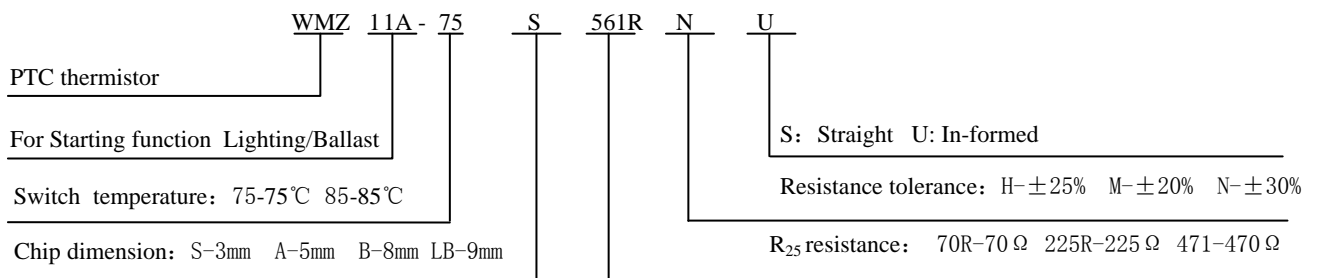 WMZ 11A - 75 S 561R N U
PTC thermistor
For Starting function Lighting/Ballast
S: Straight U: In-formed
Switch temperature: 75-75℃ 85-85℃
Resistance tolerance: H-±25% M-±20% N-±30%
Chip dimension: S-3mm A-5mm B-8mm LB-9mm
R₂₅ resistance: 70R-70Ω 225R-225Ω 471-470Ω